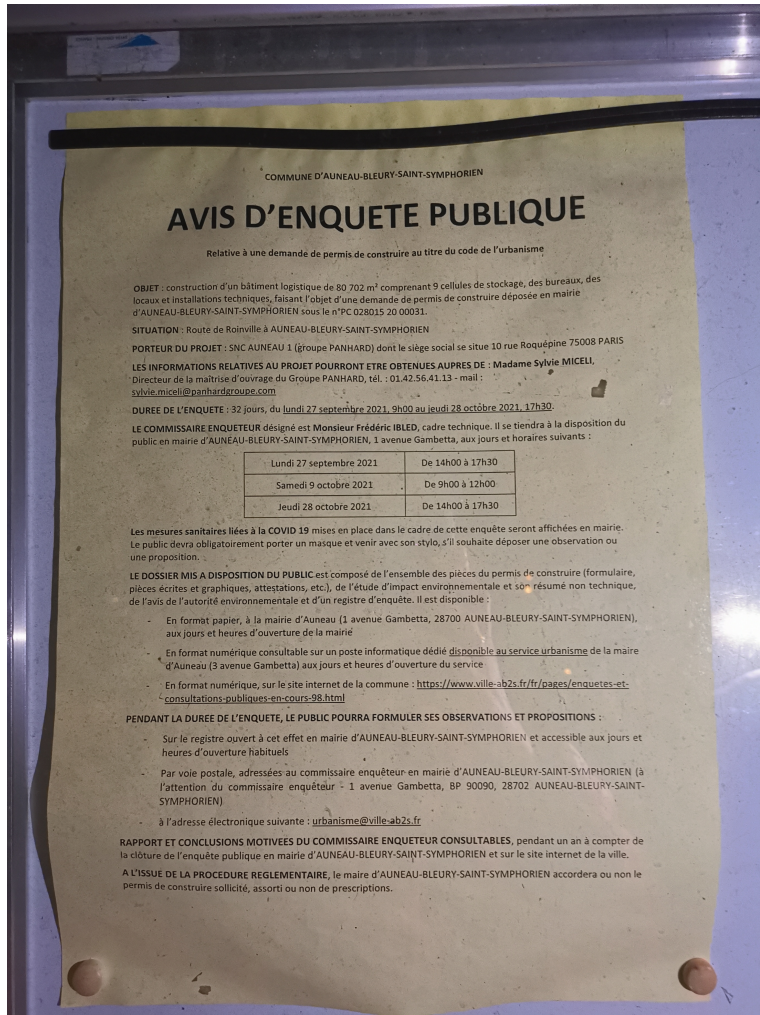 COMMUNE D'AUNEAU-BLEURY-SAINT-SYMPHORIEN
AVIS D'ENQUETE PUBLIQUE
Relative à une demande de permis de construire au titre du code de l'urbanisme
OBJET : construction d'un bâtiment logistique de 80 702 m² comprenant 9 cellules de stockage, des bureaux, des
locaux et installations techniques, faisant l'objet d'une demande de permis de construire déposée en mairie
d'AUNEAU-BLEURY-SAINT-SYMPHORIEN sous le n°PC 028015 20 00031.
SITUATION : Route de Roinville à AUNEAU-BLEURY-SAINT-SYMPHORIEN
PORTEUR DU PROJET : SNC AUNEAU 1 (groupe PANHARD) dont le siège social se situe 10 rue Roquépine 75008 PARIS
LES INFORMATIONS RELATIVES AU PROJET POURRONT ETRE OBTENUES AUPRES DE : Madame Sylvie MICELI,
Directeur de la maîtrise d'ouvrage du Groupe PANHARD, tél. : 01.42.56.41.13 - mail :
sylvie.miceli@panhardgroupe.com
DUREE DE L'ENQUETE : 32 jours, du lundi 27 septembre 2021, 9h00 au jeudi 28 octobre 2021, 17h30.
LE COMMISSAIRE ENQUETEUR désigné est Monsieur Frédéric IBLED, cadre technique. Il se tiendra à la disposition du
public en mairie d'AUNEAU-BLEURY-SAINT-SYMPHORIEN, 1 avenue Gambetta, aux jours et horaires suivants :
Lundi 27 septembre 2021 De 14h00 à 17h30
Samedi 9 octobre 2021 De 9h00 à 12h00
Jeudi 28 octobre 2021 De 14h00 à 17h30
Les mesures sanitaires liées à la COVID 19 mises en place dans le cadre de cette enquête seront affichées en mairie.
Le public devra obligatoirement porter un masque et venir avec son stylo, s'il souhaite déposer une observation ou
une proposition.
LE DOSSIER MIS A DISPOSITION DU PUBLIC est composé de l'ensemble des pièces du permis de construire (formulaire,
pièces écrites et graphiques, attestations, etc.), de l'étude d'impact environnementale et son résumé non technique,
de l'avis de l'autorité environnementale et d'un registre d'enquête. Il est disponible :
- En format papier, à la mairie d'Auneau (1 avenue Gambetta, 28700 AUNEAU-BLEURY-SAINT-SYMPHORIEN),
aux jours et heures d'ouverture de la mairie
- En format numérique consultable sur un poste informatique dédié disponible au service urbanisme de la maire
d'Auneau (3 avenue Gambetta) aux jours et heures d'ouverture du service
- En format numérique, sur le site internet de la commune : https://www.ville-ab2s.fr/fr/pages/enquetes-et-
consultations-publiques-en-cours-98.html
PENDANT LA DUREE DE L'ENQUETE, LE PUBLIC POURRA FORMULER SES OBSERVATIONS ET PROPOSITIONS :
- Sur le registre ouvert à cet effet en mairie d'AUNEAU-BLEURY-SAINT-SYMPHORIEN et accessible aux jours et
heures d'ouverture habituels
- Par voie postale, adressées au commissaire enquêteur en mairie d'AUNEAU-BLEURY-SAINT-SYMPHORIEN (à
l'attention du commissaire enquêteur - 1 avenue Gambetta, BP 90090, 28702 AUNEAU-BLEURY-SAINT-
SYMPHORIEN)
- à l'adresse électronique suivante : urbanisme@ville-ab2s.fr
RAPPORT ET CONCLUSIONS MOTIVEES DU COMMISSAIRE ENQUETEUR CONSULTABLES, pendant un an à compter de
la clôture de l'enquête publique en mairie d'AUNEAU-BLEURY-SAINT-SYMPHORIEN et sur le site internet de la ville.
A L'ISSUE DE LA PROCEDURE REGLEMENTAIRE, le maire d'AUNEAU-BLEURY-SAINT-SYMPHORIEN accordera ou non le
permis de construire sollicité, assorti ou non de prescriptions.